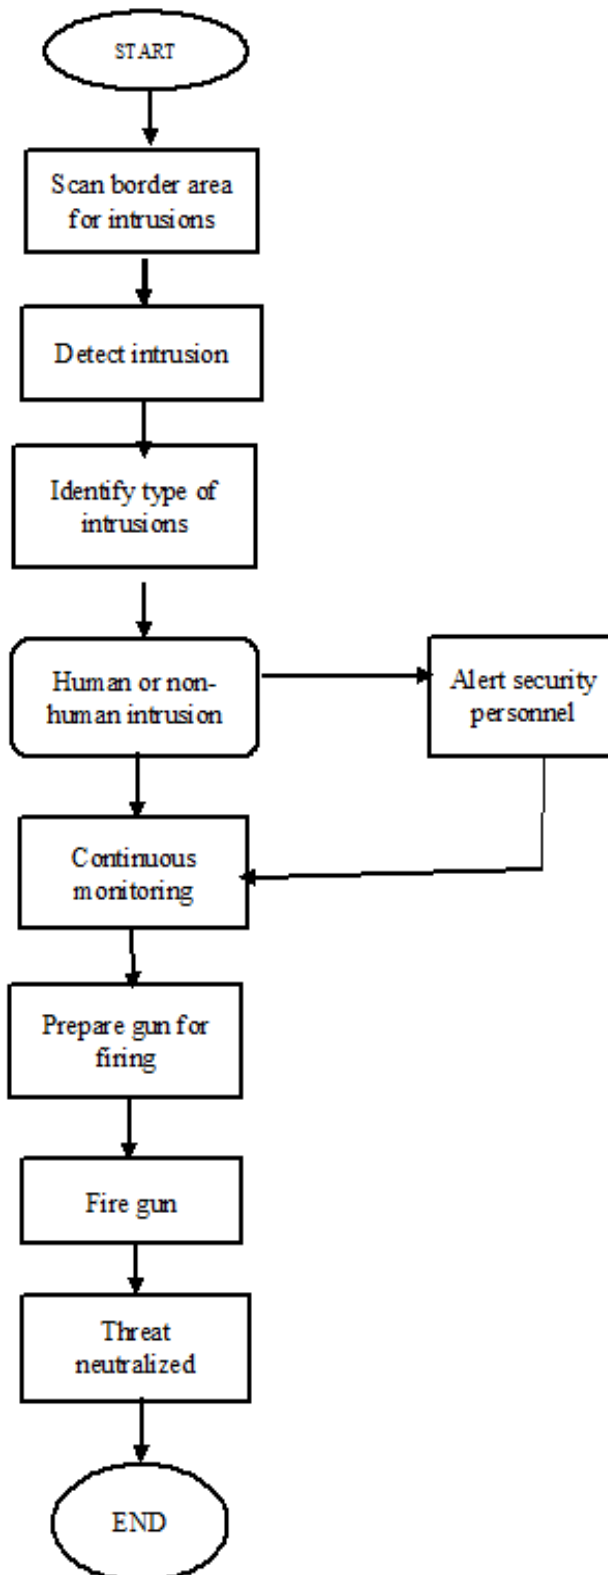 START
Scan border area
for intrusions
Detect intrusion
Identify type of
intrusions
Human or non-
human intrusion
Alert security
personnel
Continuous
monitoring
Prepare gun for
firing
Fire gun
Threat
neutralized
END